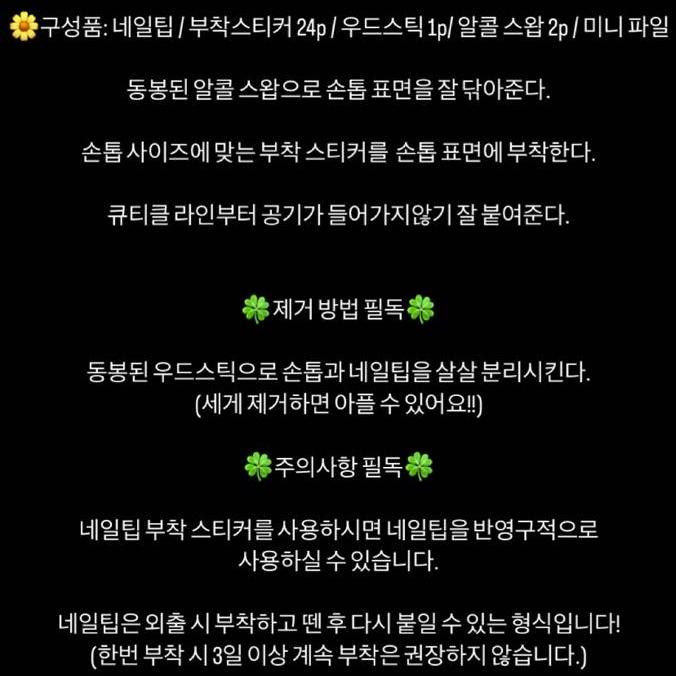 🌼구성품: 네일팁 / 부착스티커 24p / 우드스틱 1p/ 알콜 스왑 2p / 미니 파일
동봉된 알콜 스왑으로 손톱 표면을 잘 닦아준다.
손톱 사이즈에 맞는 부착 스티커를 손톱 표면에 부착한다.
큐티클 라인부터 공기가 들어가지않기 잘 붙여준다.
🍀제거 방법 필독🍀
동봉된 우드스틱으로 손톱과 네일팁을 살살 분리시킨다.
(세게 제거하면 아플 수 있어요!!)
🍀주의사항 필독🍀
네일팁 부착 스티커를 사용하시면 네일팁을 반영구적으로
사용하실 수 있습니다.
네일팁은 외출 시 부착하고 뗀 후 다시 붙일 수 있는 형식입니다!
(한번 부착 시 3일 이상 계속 부착은 권장하지 않습니다.)